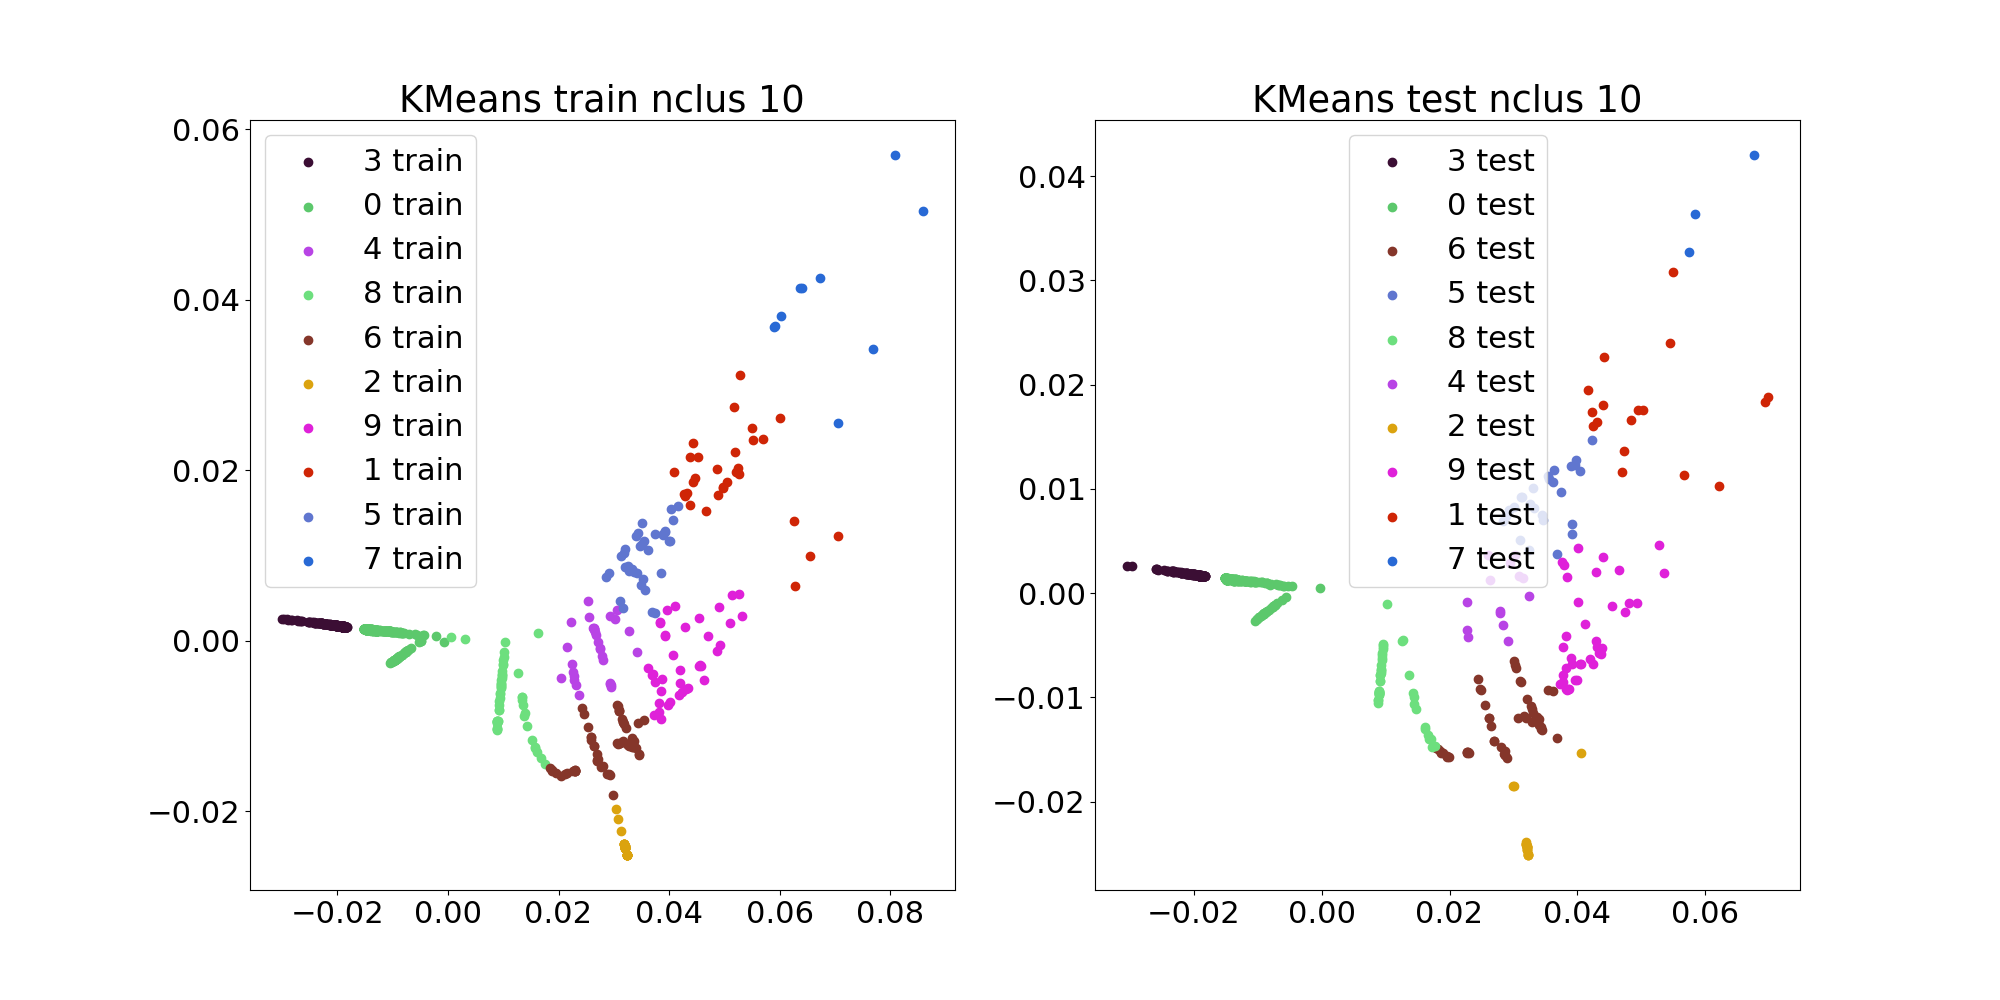 KMeans train nclus 10
0.06
0.04
0.02
0.00
−0.02
−0.02
0.00
0.02
0.04
0.06
0.08
3 train
0 train
4 train
8 train
6 train
2 train
9 train
1 train
5 train
7 train
KMeans test nclus 10
0.04
0.03
0.02
0.01
0.00
−0.01
−0.02
−0.02
0.00
0.02
0.04
0.06
3 test
0 test
6 test
5 test
8 test
4 test
2 test
9 test
1 test
7 test